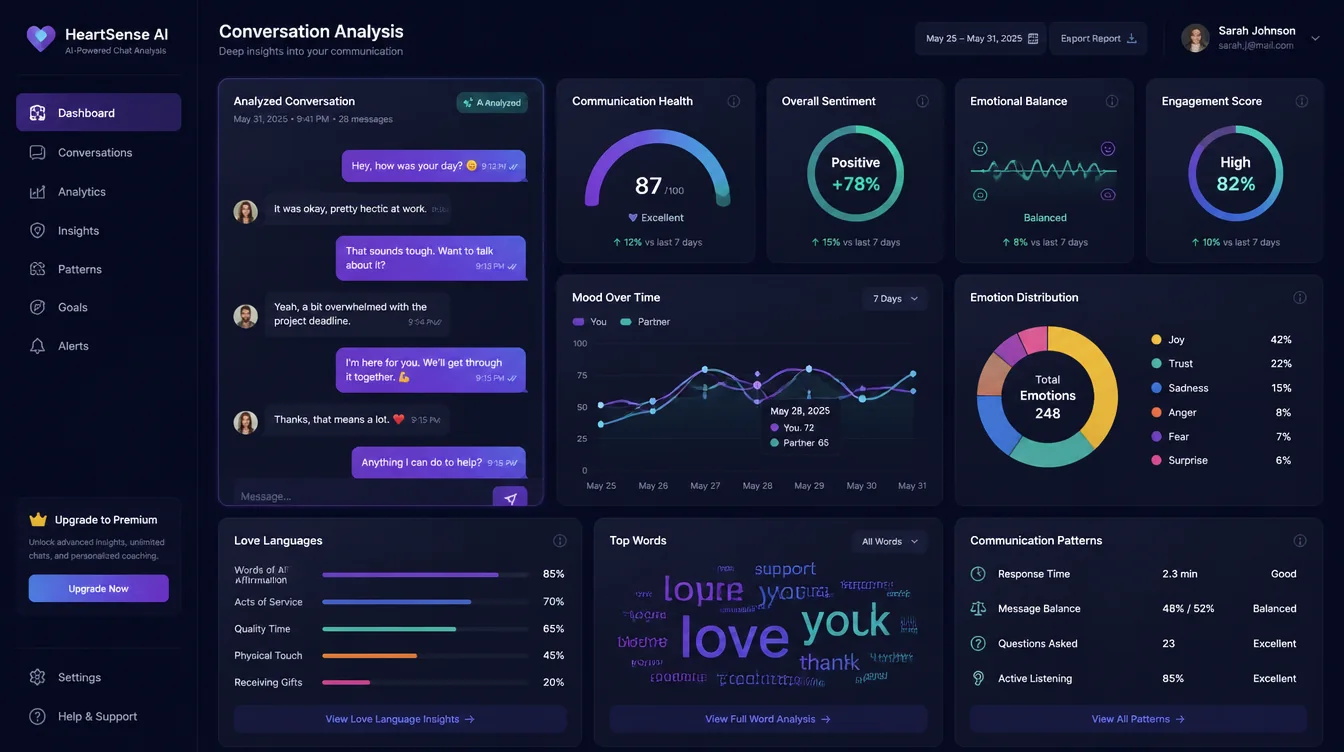 HeartSense AI
AI-Powered Chat Analysis
Dashboard
Conversations
Analytics
Insights
Patterns
Goals
Alerts
Upgrade to Premium
Unlock advanced insights, unlimited
chats, and personalized coaching.
Upgrade Now
Settings
Help & Support
Conversation Analysis
Deep insights into your communication
May 25 – May 31, 2025
Export Report
Sarah Johnson
sarah.j@mail.com
Analyzed Conversation
A Analyzed
May 31, 2025 • 9:41 PM • 28 messages
Hey, how was your day? 😊 9:12 PM
It was okay, pretty hectic at work.
That sounds tough. Want to talk
about it? 9:15 PM
Yeah, a bit overwhelmed with the
project deadline.
I'm here for you. We'll get through
it together. 💪 9:15 PM
Thanks, that means a lot. ❤️ 9:15 PM
Anything I can do to help? 9:15 PM
Message...
Communication Health
87 /100
Excellent
↑ 12% vs last 7 days
Overall Sentiment
Positive
+78%
↑ 15% vs last 7 days
Emotional Balance
Balanced
↑ 8% vs last 7 days
Engagement Score
High
82%
↑ 10% vs last 7 days
Mood Over Time
7 Days
You
Partner
100
75
50
25
0
May 28, 2025
You. 72
Partner 65
May 25 May 26 May 27 May 28 May 29 May 30 May 31
Emotion Distribution
Total
Emotions
248
Joy 42%
Trust 22%
Sadness 15%
Anger 8%
Fear 7%
Surprise 6%
Love Languages
Words of
Affirmation 85%
Acts of Service 70%
Quality Time 65%
Physical Touch 45%
Receiving Gifts 20%
View Love Language Insights →
Top Words
All Words
support
love
youk
thank
View Full Word Analysis →
Communication Patterns
Response Time 2.3 min Good
Message Balance 48% / 52% Balanced
Questions Asked 23 Excellent
Active Listening 85% Excellent
View All Patterns →